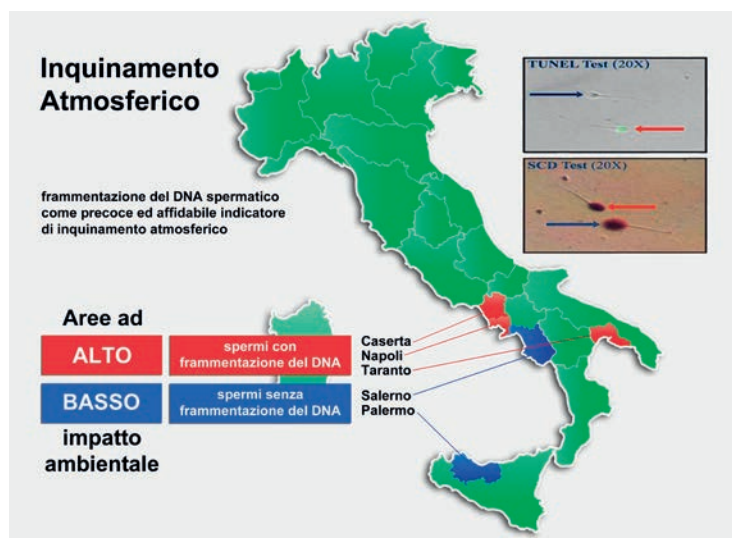 Inquinamento
Atmosferico
frammentazione del DNA spermatico
come precoce ed affidabile indicatore
di inquinamento atmosferico
TUNEL Test (20X)
SCD Test (20X)
Aree ad
ALTO
spermi con
frammentazione del DNA
BASSO
spermi senza
frammentazione del DNA
impatto
ambientale
Caserta
Napoli
Taranto
Salerno
Palermo